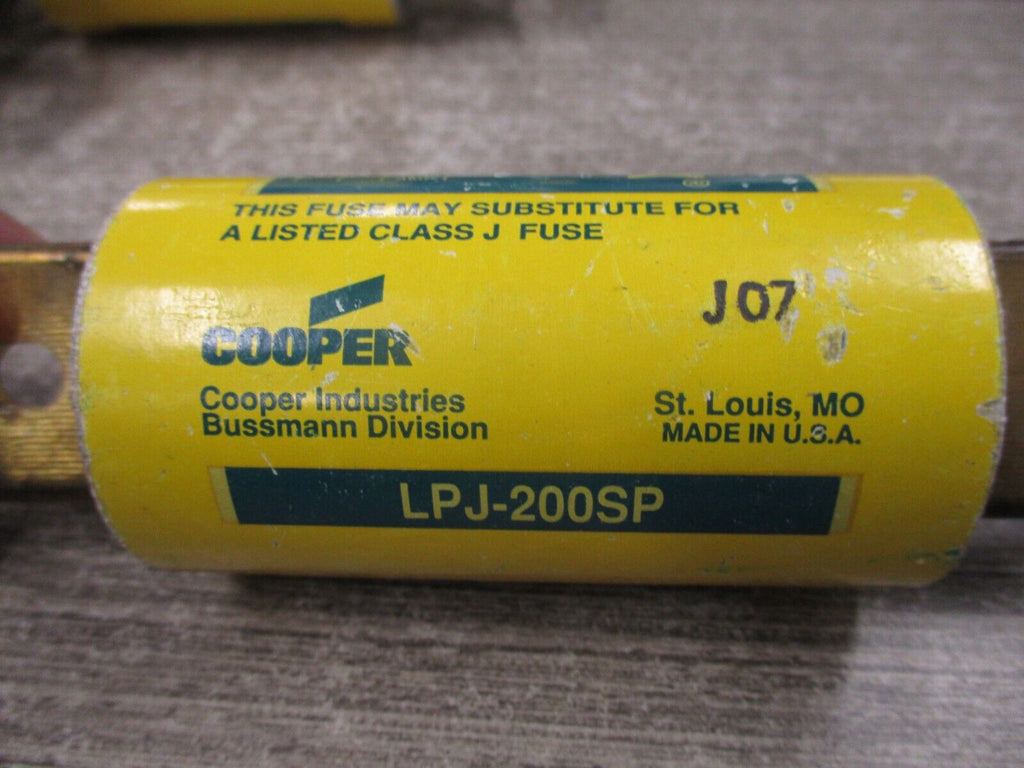 THIS FUSE MAY SUBSTITUTE FOR
A LISTED CLASS J FUSE
J07
COOPER
Cooper Industries
Bussmann Division
St. Louis, MO
MADE IN U.S.A.
LPJ-200SP